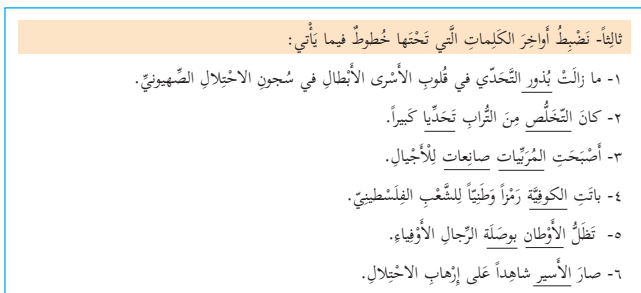 ثالِثاً- نَضْبِطُ أَواخِرَ الكَلِماتِ الَّتي تَحْتَها خُطوطٌ فيما يَأْتي:
١- ما زالَتْ بُذور التَّحَدّي في قُلوبِ الأَسْرى الأَبْطالِ في سُجونِ الاحْتِلالِ الصِّهيونيِّ.
٢- كانَ التّخَلُّص مِنَ التُّرابِ تَحَدِّيا كَبيراً.
٣- أَصْبَحَتِ المُرَبِّيات صانِعات لِلْأَجْيالِ.
٤- باتَتِ الكوفِيَّة رَمْزاً وَطَنِيّاً لِلشَّعْبِ الفِلَسْطينِيّ.
٥- تَظَلُّ الأَوْطان بوصَلَة الرِّجالِ الأَوْفِياءِ.
٦- صارَ الأَسير شاهِداً عَلى إِرْهابِ الاحْتِلالِ.